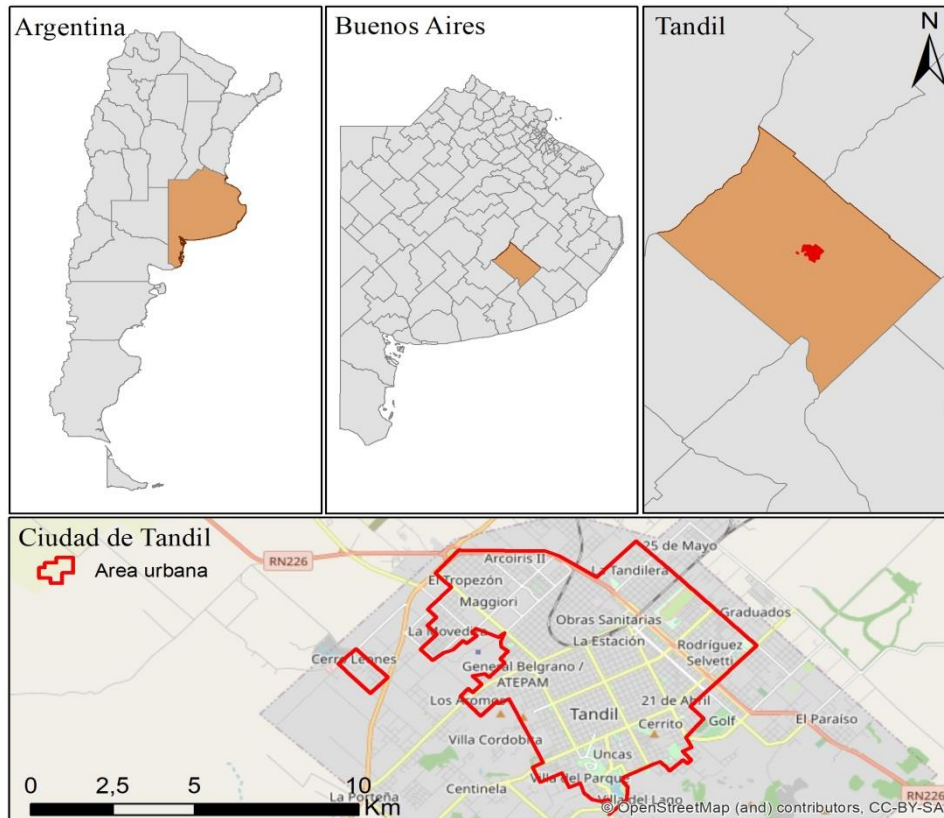 Argentina
Buenos Aires
Tandil
N
Ciudad de Tandil
Area urbana
RN226
RN226
25 de Mayo
Arcoiris II
La Tandilera
El Tropezón
Maggiori
Graduados
Obras Sanitarias
La Movediza
La Estación
Rodríguez
Selvetti
Cerro Leones
General Belgrano /
ATEPAM
Los Aromos
21 de Abril
Tandil
Cerrito
Golf
El Paraíso
Villa Cordobita
Uncas
Villa del Parque
Centinela
La Porteña
Villa del Lago
0 2,5 5 10
Km
© OpenStreetMap (and) contributors, CC-BY-SA